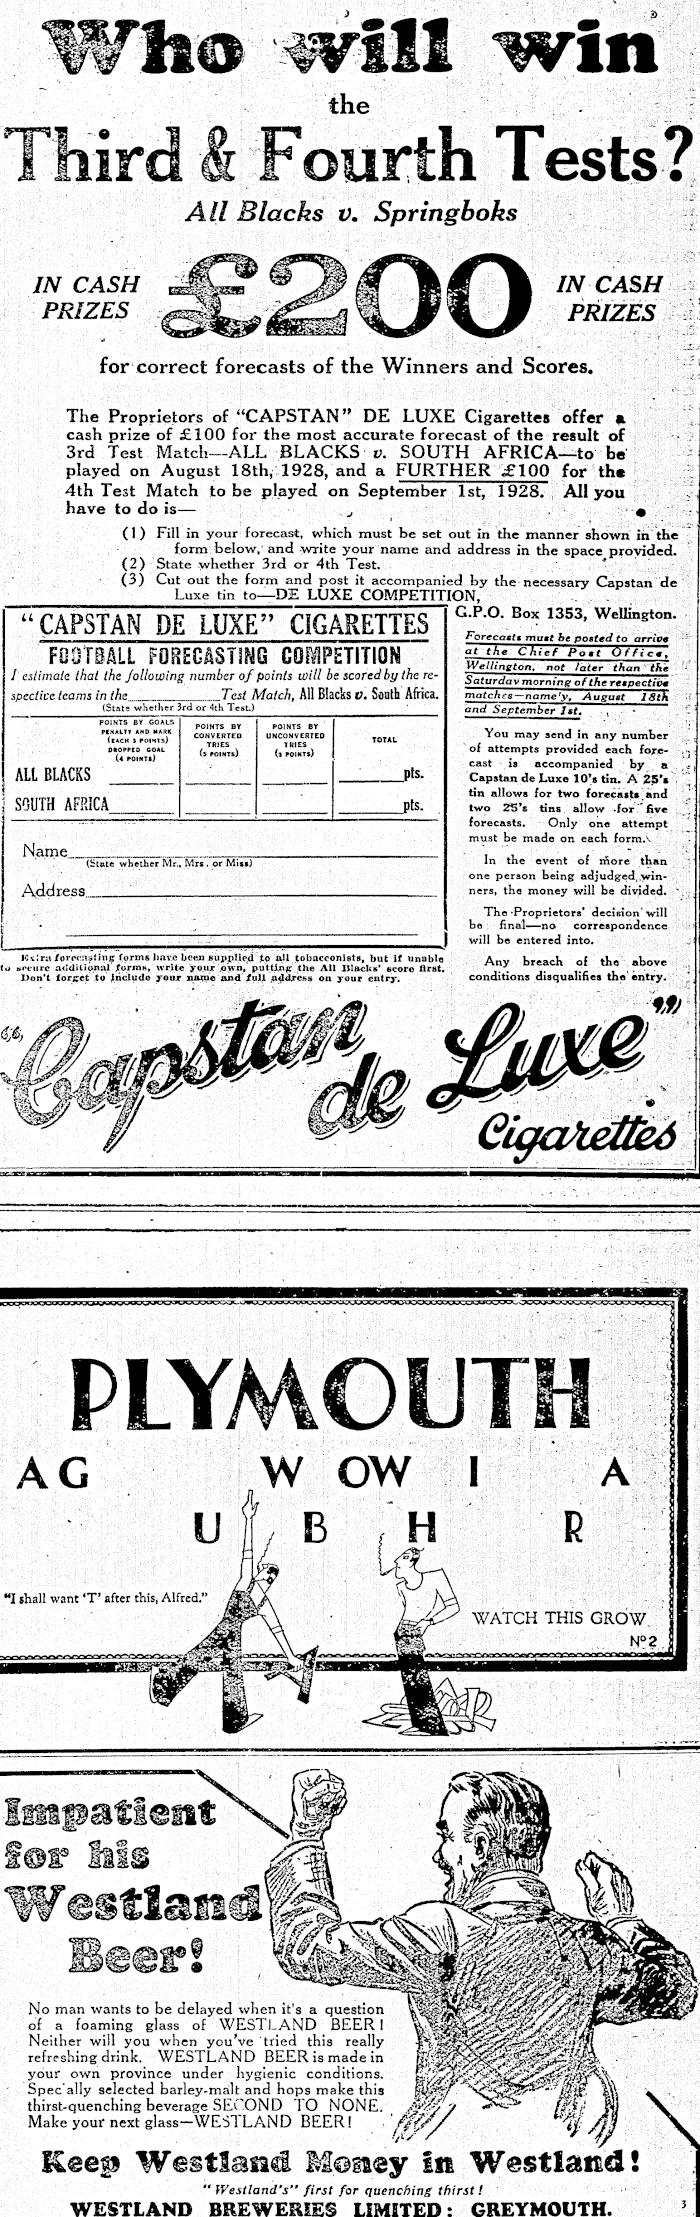 Who will win
the
Third & Fourth Tests?
All Blacks v. Springboks
IN CASH PRIZES
£200
IN CASH PRIZES
for correct forecasts of the Winners and Scores.
The Proprietors of "CAPSTAN" DE LUXE Cigarettes offer a
cash prize of £100 for the most accurate forecast of the result of
3rd Test Match—ALL BLACKS v. SOUTH AFRICA—to be
played on August 18th, 1928, and a FURTHER £100 for the
4th Test Match to be played on September 1st, 1928. All you
have to do is—
(1) Fill in your forecast, which must be set out in the manner shown in the
form below, and write your name and address in the space provided.
(2) State whether 3rd or 4th Test.
(3) Cut out the form and post it accompanied by the necessary Capstan de
Luxe tin to—DE LUXE COMPETITION,
G.P.O. Box 1353, Wellington.
"CAPSTAN DE LUXE" CIGARETTES
FOOTBALL FORECASTING COMPETITION
I estimate that the following number of points will be scored by the re-
spective teams in the Test Match, All Blacks v. South Africa.
(State whether 3rd or 4th Test.)
POINTS BY GOALS
PENALTY AND MARK
(EACH 3 POINTS)
DROPPED GOAL
(4 POINTS)
POINTS BY
CONVERTED
TRIES
(5 POINTS)
POINTS BY
UNCONVERTED
TRIES
(3 POINTS)
TOTAL
ALL BLACKS pts.
SOUTH AFRICA pts.
Name
(State whether Mr., Mrs. or Miss)
Address
Extra forecasting forms have been supplied to all tobacconists, but if unable
to secure additional forms, write your own, putting the All Blacks' score first.
Don't forget to include your name and full address on your entry.
Forecasts must be posted to arrive
at the Chief Post Office,
Wellington, not later than the
Saturday morning of the respective
matches—name'y, August 18th
and September 1st.
You may send in any number
of attempts provided each fore-
cast is accompanied by a
Capstan de Luxe 10's tin. A 25's
tin allows for two forecasts and
two 25's tins allow for five
forecasts. Only one attempt
must be made on each form.
In the event of more than
one person being adjudged win-
ners, the money will be divided.
The Proprietors' decision will
be final—no correspondence
will be entered into.
Any breach of the above
conditions disqualifies the entry.
"Capstan de Luxe"
Cigarettes
PLYMOUTH
AG W OW I A
U B H R
"I shall want 'T' after this, Alfred."
WATCH THIS GROW
No 2
Impatient
for his
Westland
Beer!
No man wants to be delayed when it's a question
of a foaming glass of WESTLAND BEER!
Neither will you when you've tried this really
refreshing drink. WESTLAND BEER is made in
your own province under hygienic conditions.
Spec'ally selected barley-malt and hops make this
thirst-quenching beverage SECOND TO NONE.
Make your next glass—WESTLAND BEER!
Keep Westland Money in Westland!
"Westland's" first for quenching thirst!
WESTLAND BREWERIES LIMITED: GREYMOUTH.
3